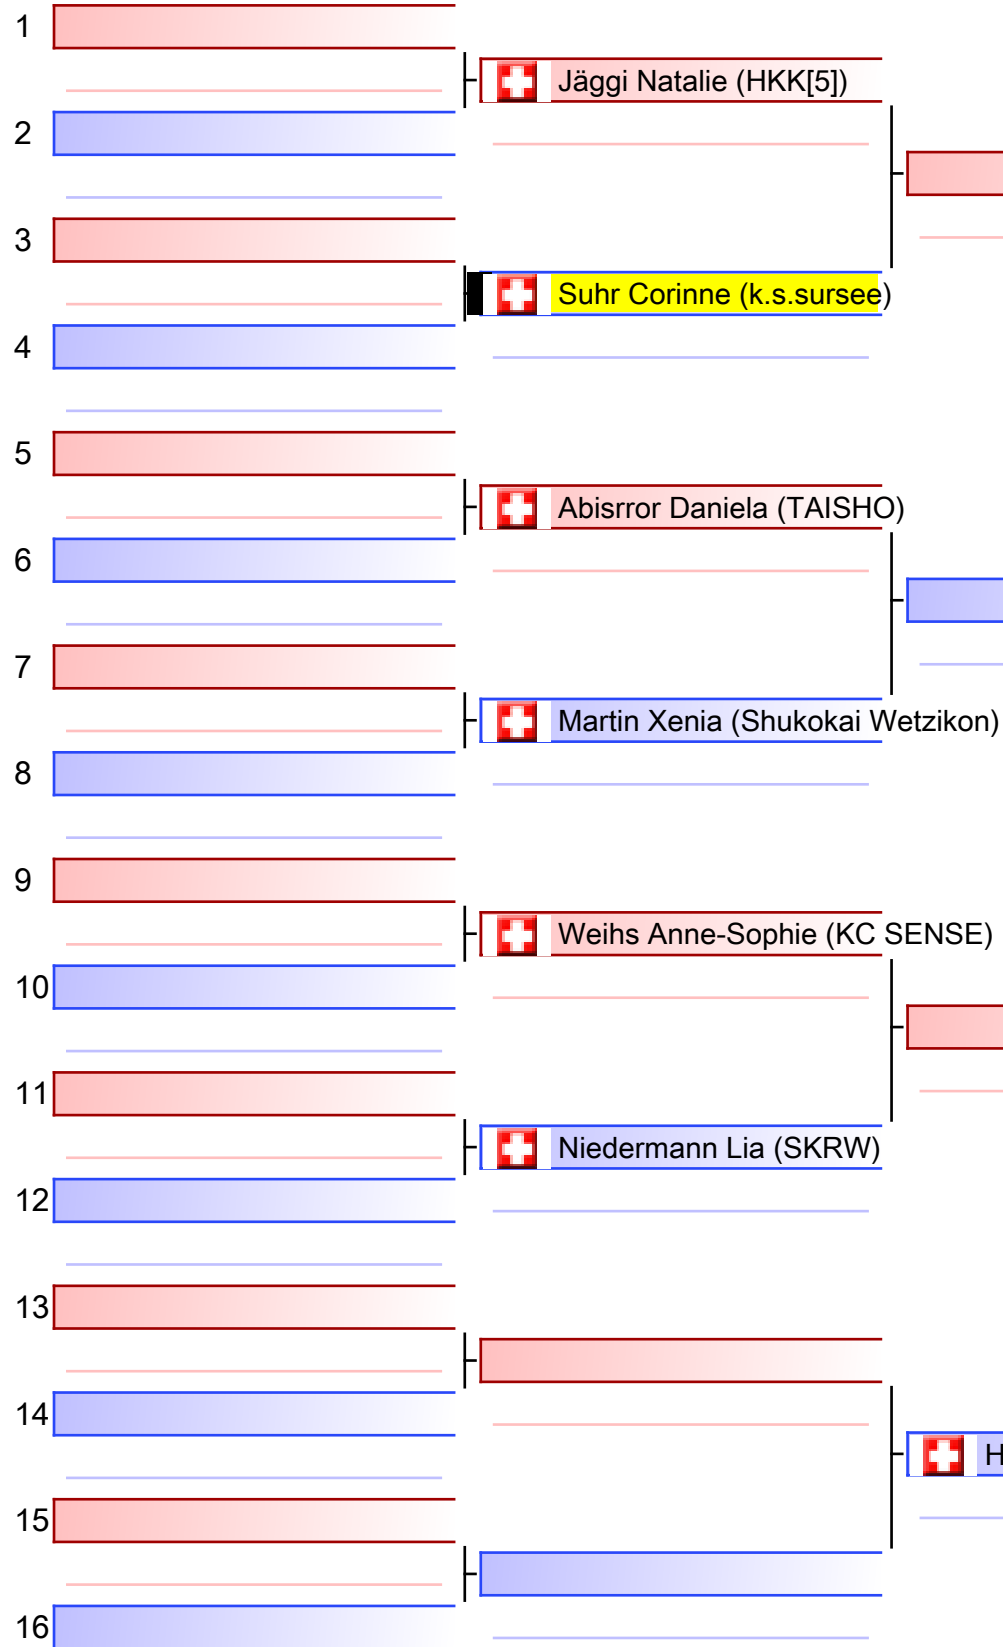 1
Jäggi Natalie (HKK[5])
2
3
Suhr Corinne (k.s.sursee)
4
5
Abisrror Daniela (TAISHO)
6
7
Martin Xenia (Shukokai Wetzikon)
8
9
Weihs Anne-Sophie (KC SENSE)
10
11
Niedermann Lia (SKRW)
12
13
14
H
15
16